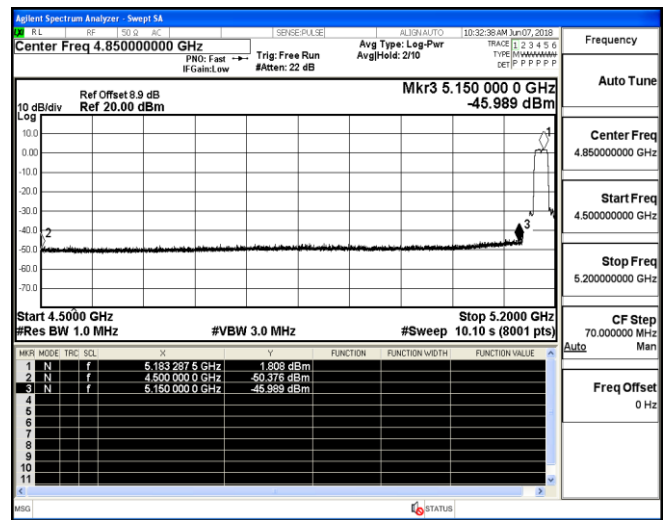 Agilent Spectrum Analyzer - Swept SA
RL RF 50 Ω AC SENSE:PULSE ALIGNAUTO 10:32:38 AM Jun 07, 2018
Center Freq 4.850000000 GHz
PNO: Fast
IFGain:Low
Trig: Free Run
#Atten: 22 dB
Avg Type: Log-Pwr
Avg|Hold: 2/10
TRACE 1 2 3 4 5 6
TYPE MWWWWW
DET P P P P P P
Ref Offset 8.9 dB
Ref 20.00 dBm
10 dB/div
Log
Mkr3 5.150 000 0 GHz
-45.989 dBm
10.0
0.00
-10.0
-20.0
-30.0
-40.0
-50.0
-60.0
-70.0
1
2
3
Start 4.5000 GHz Stop 5.2000 GHz
#Res BW 1.0 MHz #VBW 3.0 MHz #Sweep 10.10 s (8001 pts)
MKR MODE TRC SCL X Y FUNCTION FUNCTION WIDTH FUNCTION VALUE
1 N f 5.183 287 5 GHz 1.808 dBm
2 N f 4.500 000 0 GHz -50.376 dBm
3 N f 5.150 000 0 GHz -45.989 dBm
4
5
6
7
8
9
10
11
MSG STATUS
Frequency
Auto Tune
Center Freq
4.850000000 GHz
Start Freq
4.500000000 GHz
Stop Freq
5.200000000 GHz
CF Step
70.000000 MHz
Auto Man
Freq Offset
0 Hz